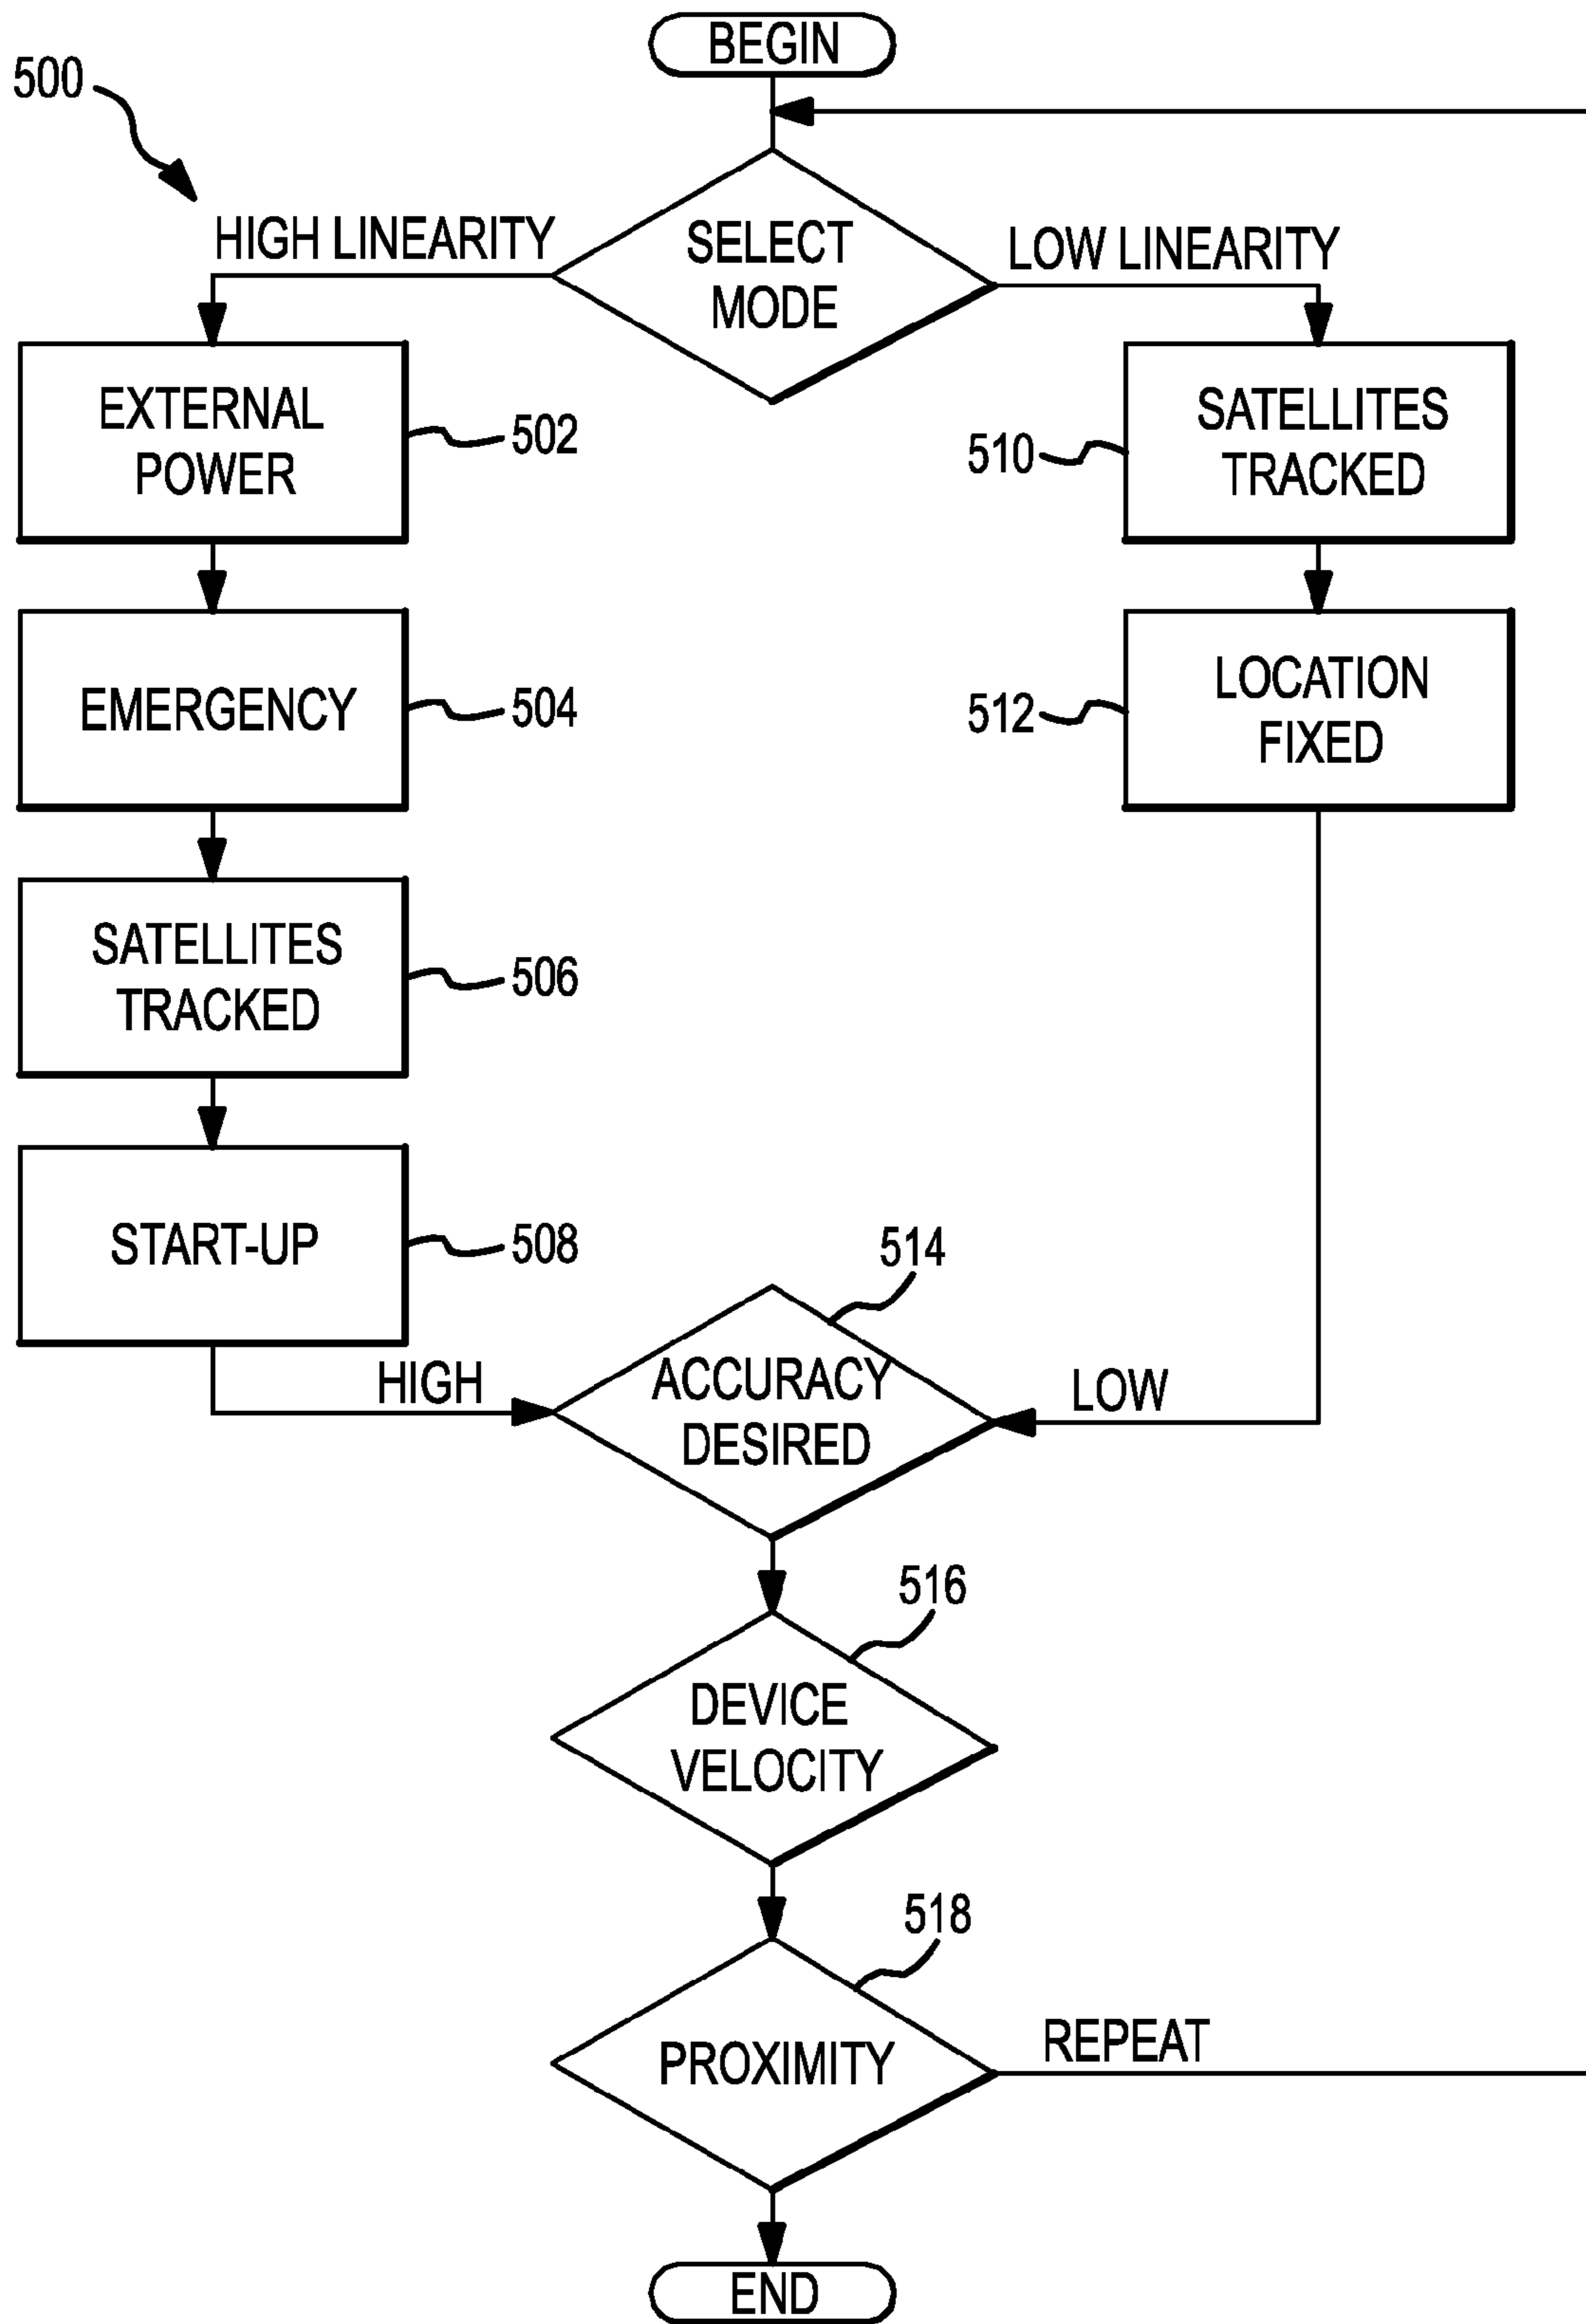 BEGIN
500
HIGH LINEARITY
SELECT
MODE
LOW LINEARITY
EXTERNAL
POWER
502
SATELLITES
TRACKED
510
EMERGENCY
504
LOCATION
FIXED
512
SATELLITES
TRACKED
506
START-UP
508
514
HIGH
ACCURACY
DESIRED
LOW
516
DEVICE
VELOCITY
518
PROXIMITY
REPEAT
END